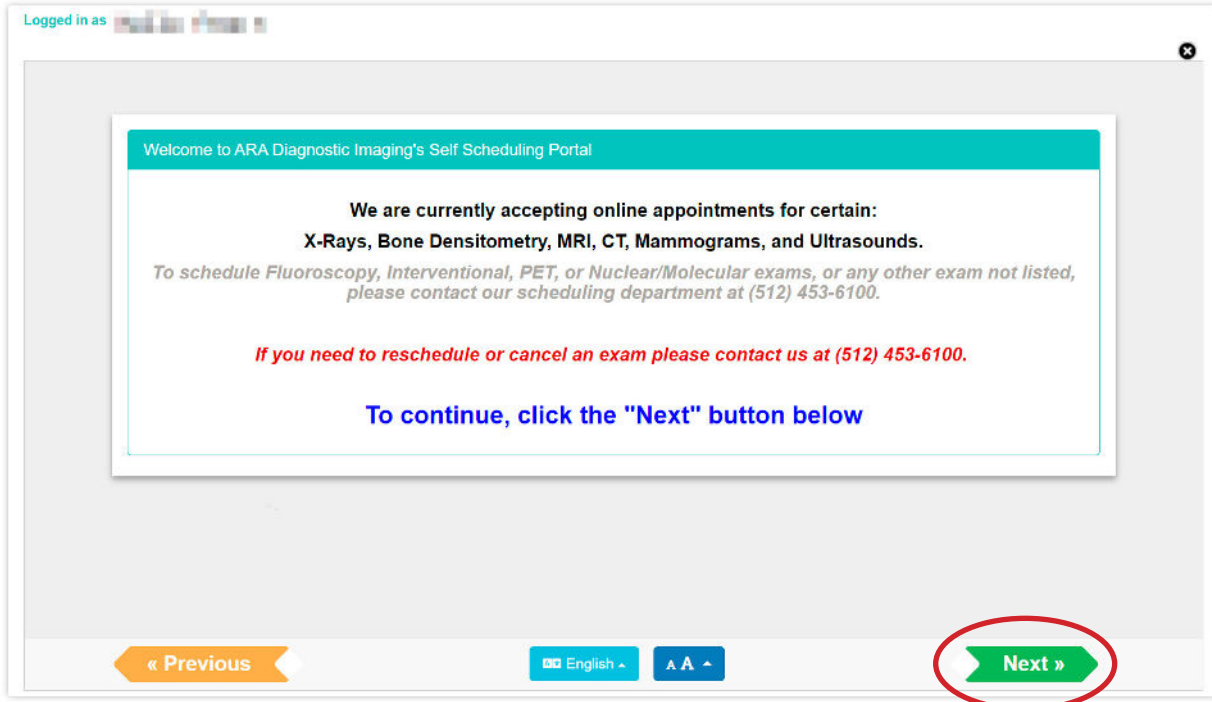 Logged in as
Welcome to ARA Diagnostic Imaging's Self Scheduling Portal
We are currently accepting online appointments for certain:
X-Rays, Bone Densitometry, MRI, CT, Mammograms, and Ultrasounds.
To schedule Fluoroscopy, Interventional, PET, or Nuclear/Molecular exams, or any other exam not listed,
please contact our scheduling department at (512) 453-6100.
If you need to reschedule or cancel an exam please contact us at (512) 453-6100.
To continue, click the "Next" button below
« Previous
English
A A
Next »